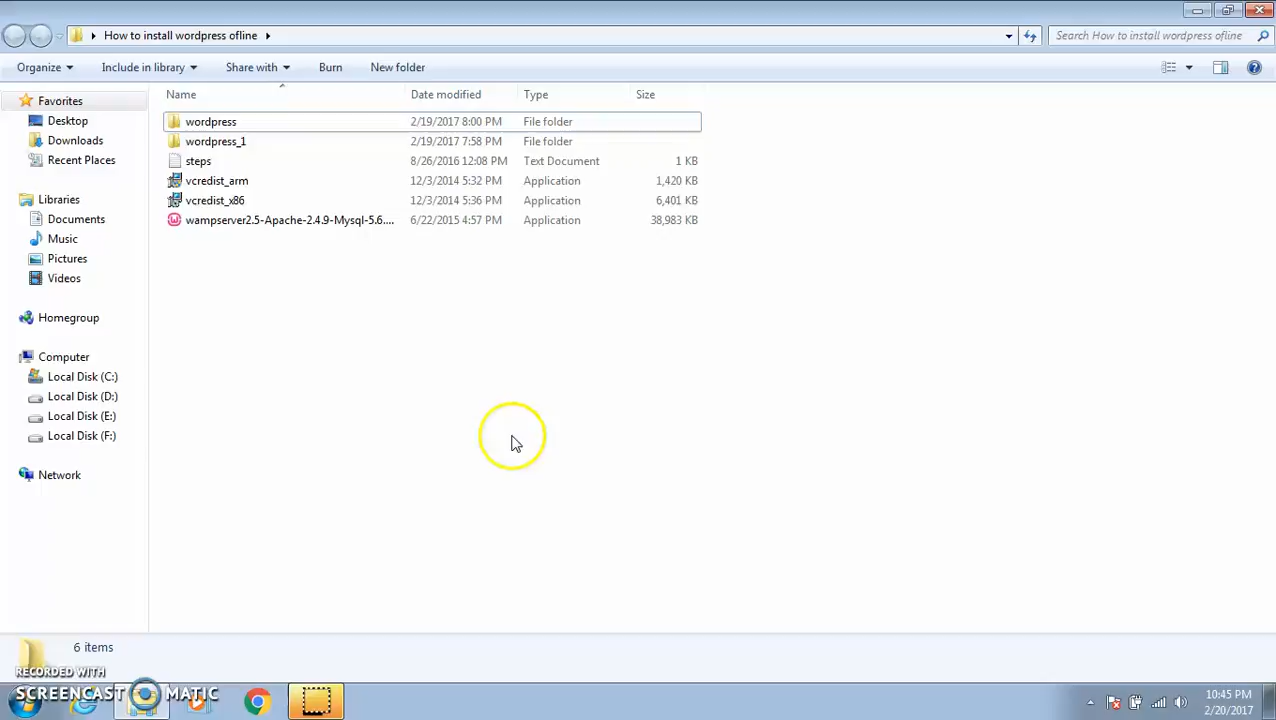 How to install wordpress ofline
Search How to install wordpress ofline
Organize Include in library Share with Burn New folder
Name Date modified Type Size
Favorites
Desktop
Downloads
Recent Places
Libraries
Documents
Music
Pictures
Videos
Homegroup
Computer
Local Disk (C:)
Local Disk (D:)
Local Disk (E:)
Local Disk (F:)
Network
wordpress 2/19/2017 8:00 PM File folder
wordpress_1 2/19/2017 7:58 PM File folder
steps 8/26/2016 12:08 PM Text Document 1 KB
vcredist_arm 12/3/2014 5:32 PM Application 1,420 KB
vcredist_x86 12/3/2014 5:36 PM Application 6,401 KB
wampserver2.5-Apache-2.4.9-Mysql-5.6.... 6/22/2015 4:57 PM Application 38,983 KB
6 items
RECORDED WITH
SCREENCAST MATIC
10:45 PM
2/20/2017